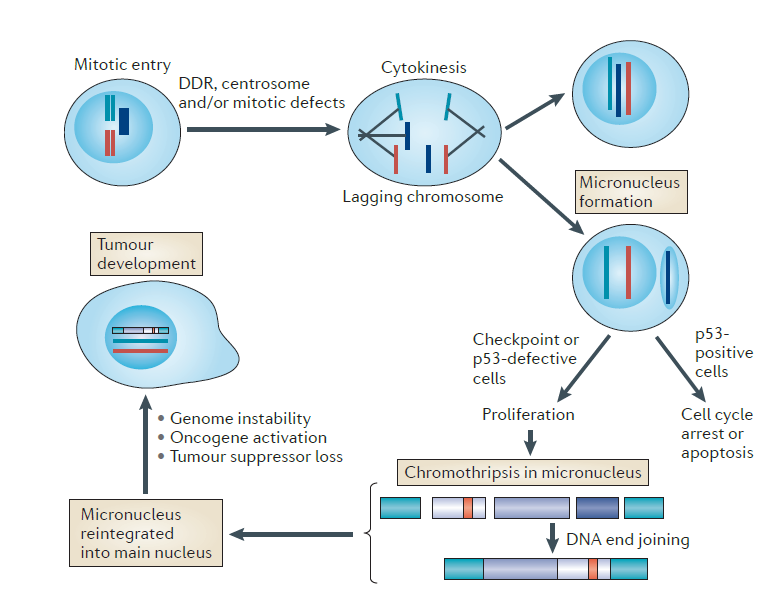 Mitotic entry
DDR, centrosome
and/or mitotic defects
Cytokinesis
Lagging chromosome
Micronucleus
formation
Tumour
development
Checkpoint or
p53-defective
cells
p53-
positive
cells
Proliferation
Cell cycle
arrest or
apoptosis
• Genome instability
• Oncogene activation
• Tumour suppressor loss
Chromothripsis in micronucleus
Micronucleus
reintegrated
into main nucleus
DNA end joining